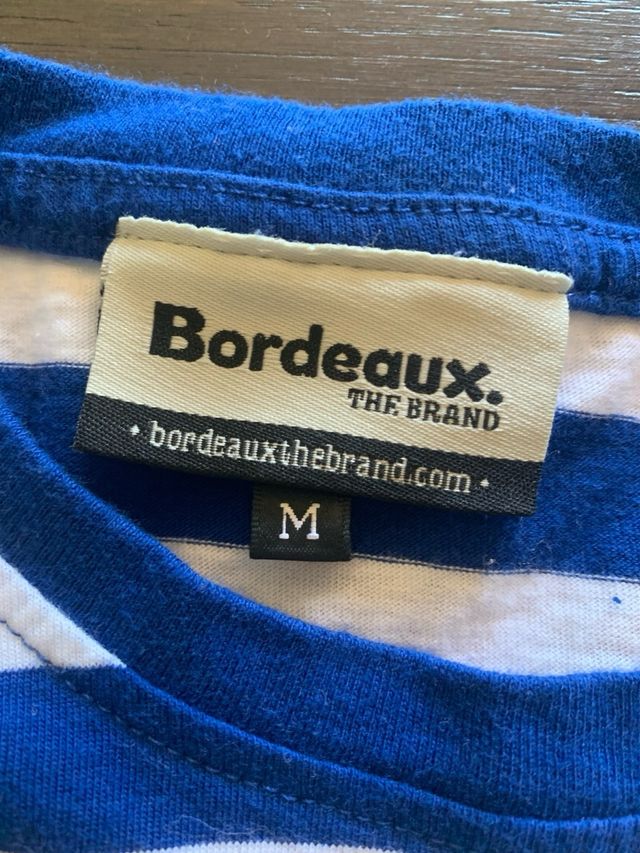 Bordeaux.
THE BRAND
• bordeauxthebrand.com •
M